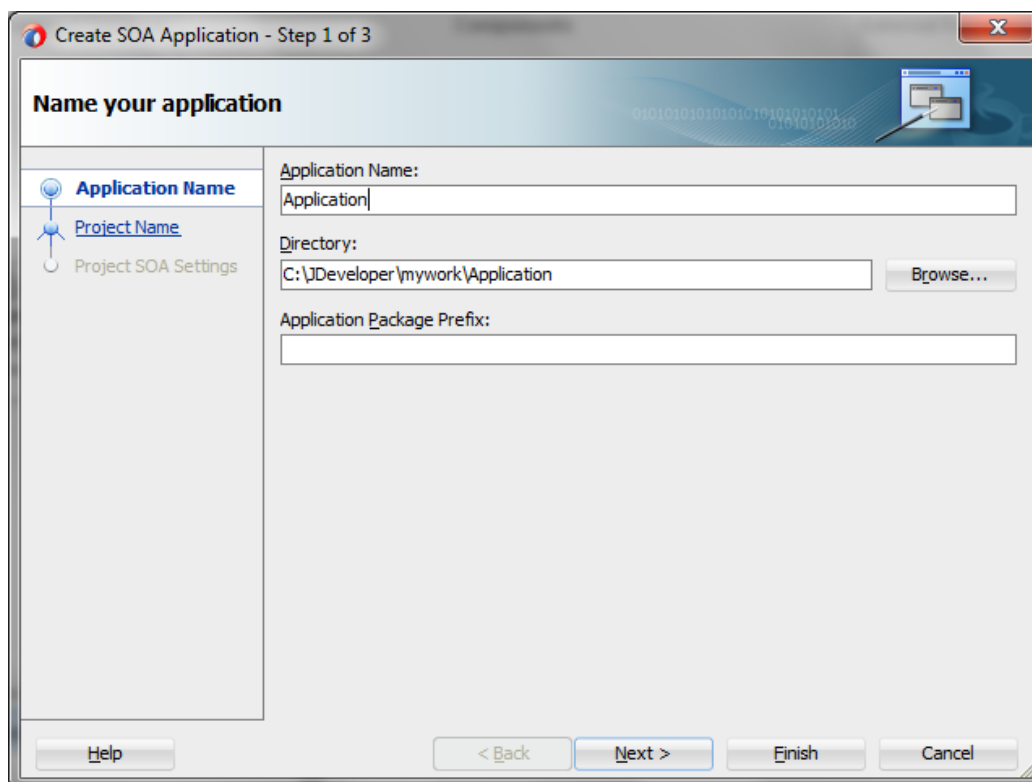 Create SOA Application - Step 1 of 3
Name your application
Application Name
Project Name
Project SOA Settings
Application Name:
Application
Directory:
C:\JDeveloper\mywork\Application
Browse...
Application Package Prefix:
Help
< Back
Next >
Finish
Cancel